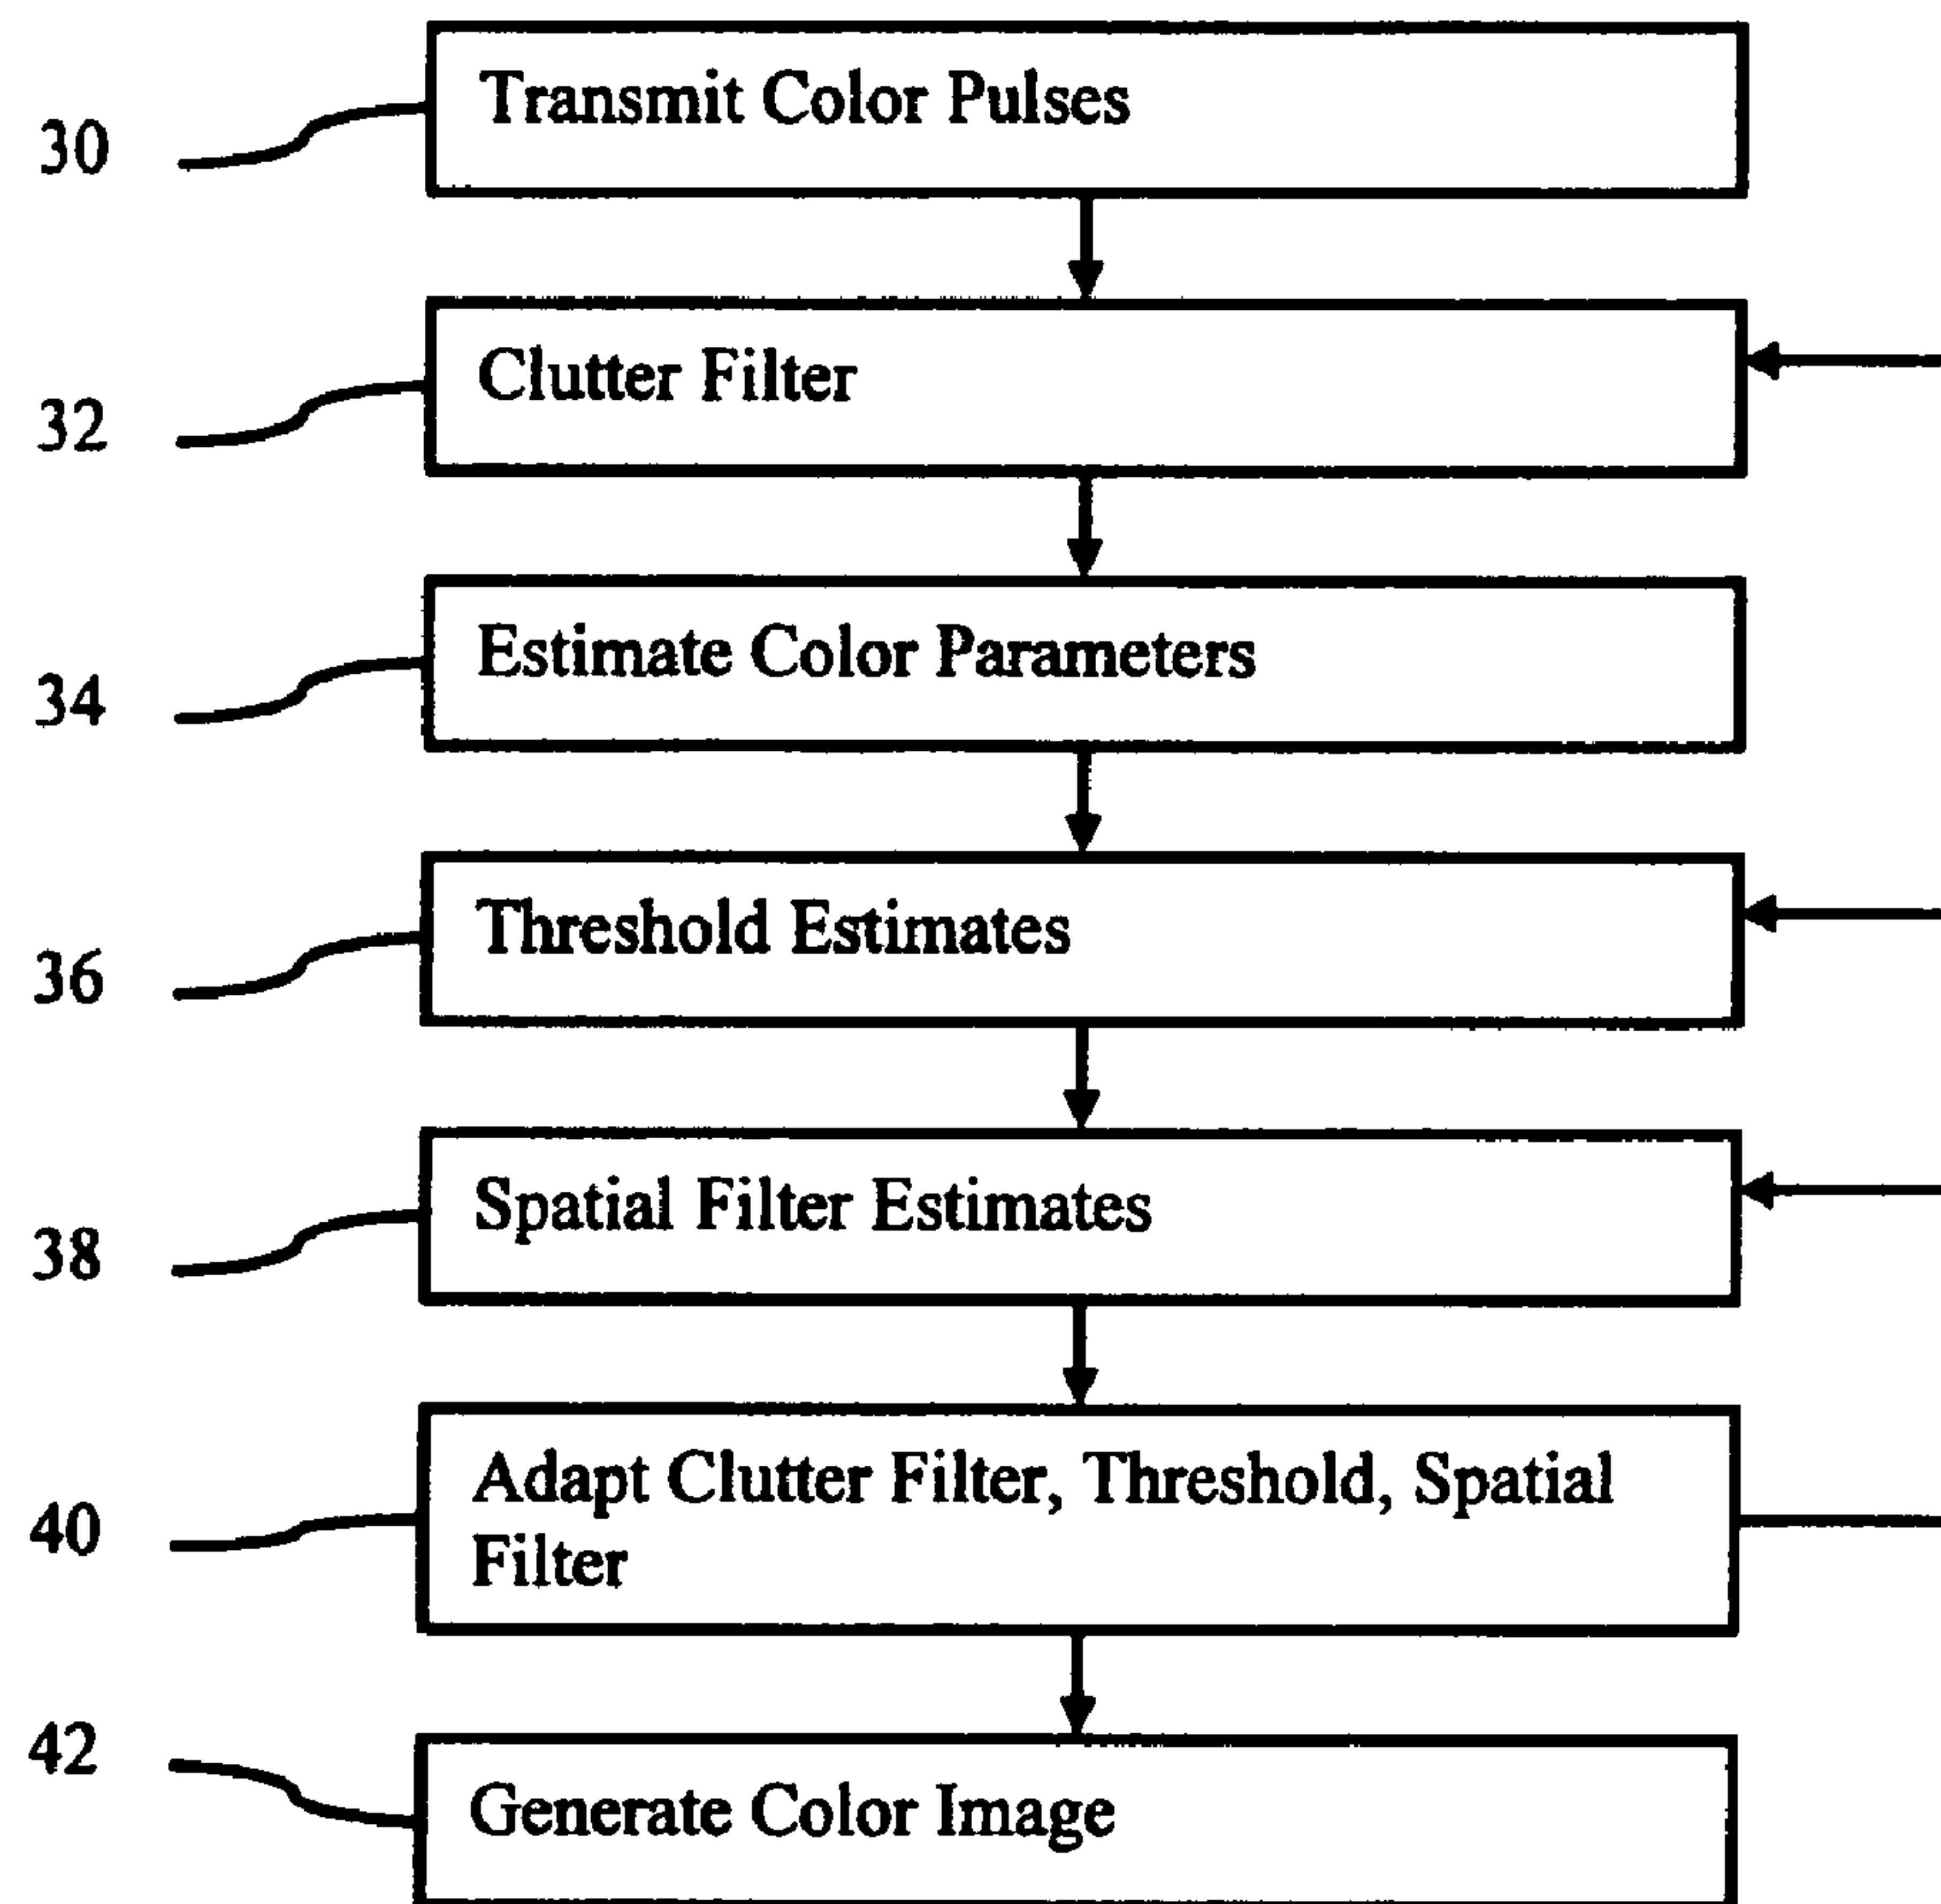 30
Transmit Color Pulses
32
Clutter Filter
34
Estimate Color Parameters
36
Threshold Estimates
38
Spatial Filter Estimates
40
Adapt Clutter Filter, Threshold, Spatial
Filter
42
Generate Color Image